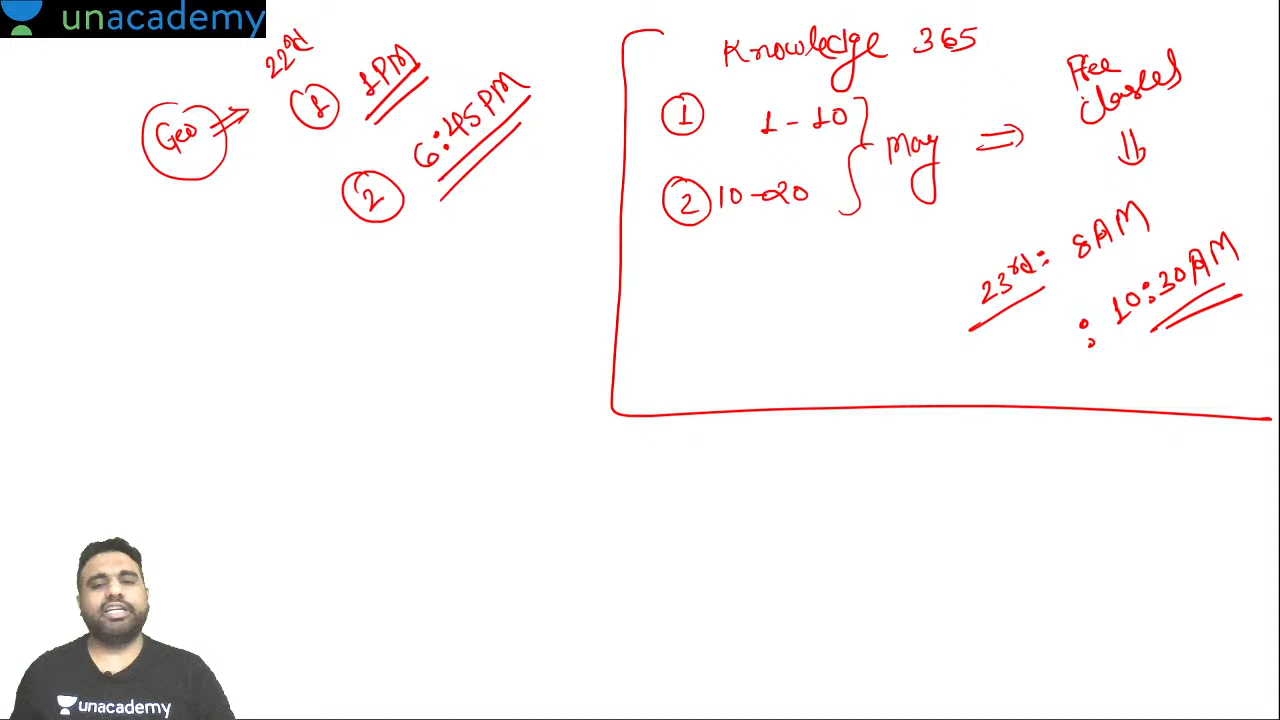 unacademy
22nd
Geo ⇒ 1 1PM
2 6:45PM
Knowledge 365
1 1-10
2 10-20
} May ⇒ Free classes
⇓
23rd: 8AM
: 10:30AM
unacademy